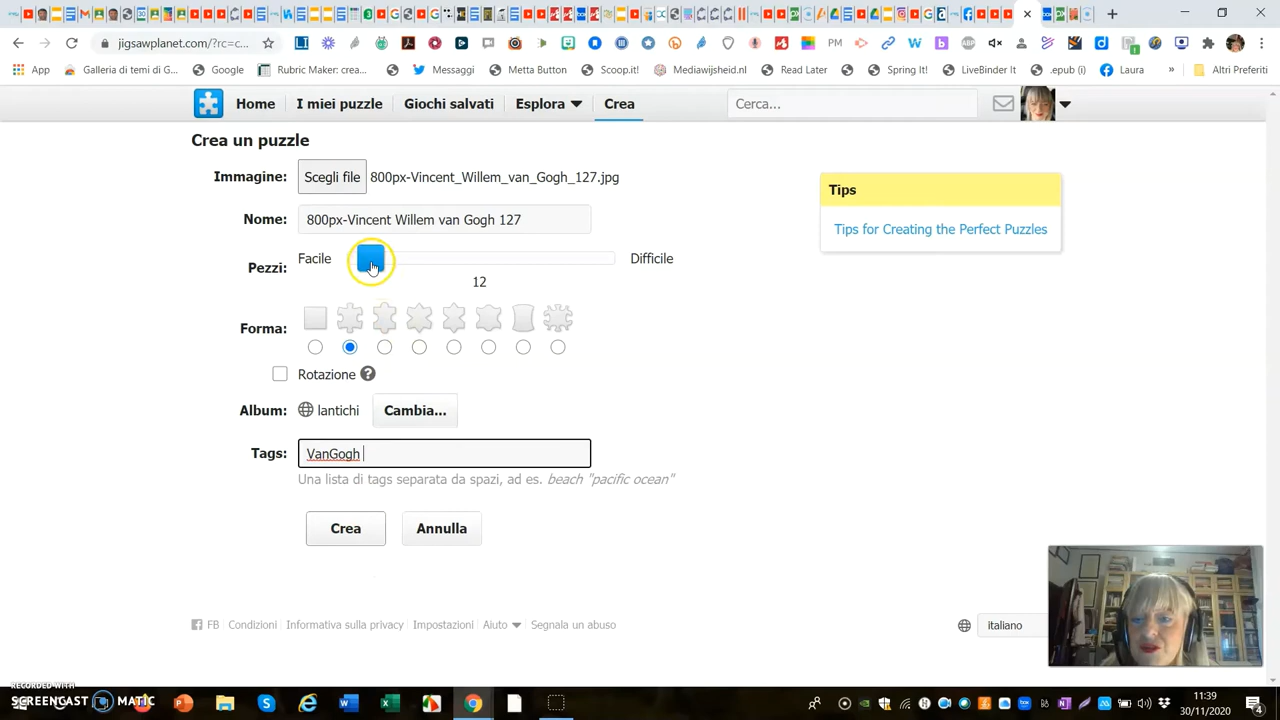 jigsawplanet.com/?rc=c...
App
Galleria di temi di G...
Google
Rubric Maker: crea...
Messaggi
Metta Button
Scoop.it!
Mediawijsheid.nl
Read Later
Spring It!
LiveBinder It
.epub (i)
Laura
»
Altri Preferiti
Home
I miei puzzle
Giochi salvati
Esplora
Crea
Cerca...
Crea un puzzle
Immagine: Scegli file 800px-Vincent_Willem_van_Gogh_127.jpg
Tips
Tips for Creating the Perfect Puzzles
Nome: 800px-Vincent Willem van Gogh 127
Pezzi: Facile Difficile
12
Forma:
Rotazione ?
Album: lantichi Cambia...
Tags: VanGogh
Una lista di tags separata da spazi, ad es. beach "pacific ocean"
Crea Annulla
FB Condizioni Informativa sulla privacy Impostazioni Aiuto Segnala un abuso
italiano
RECORDED WITH
SCREENCAST MATIC
11:39
30/11/2020
4